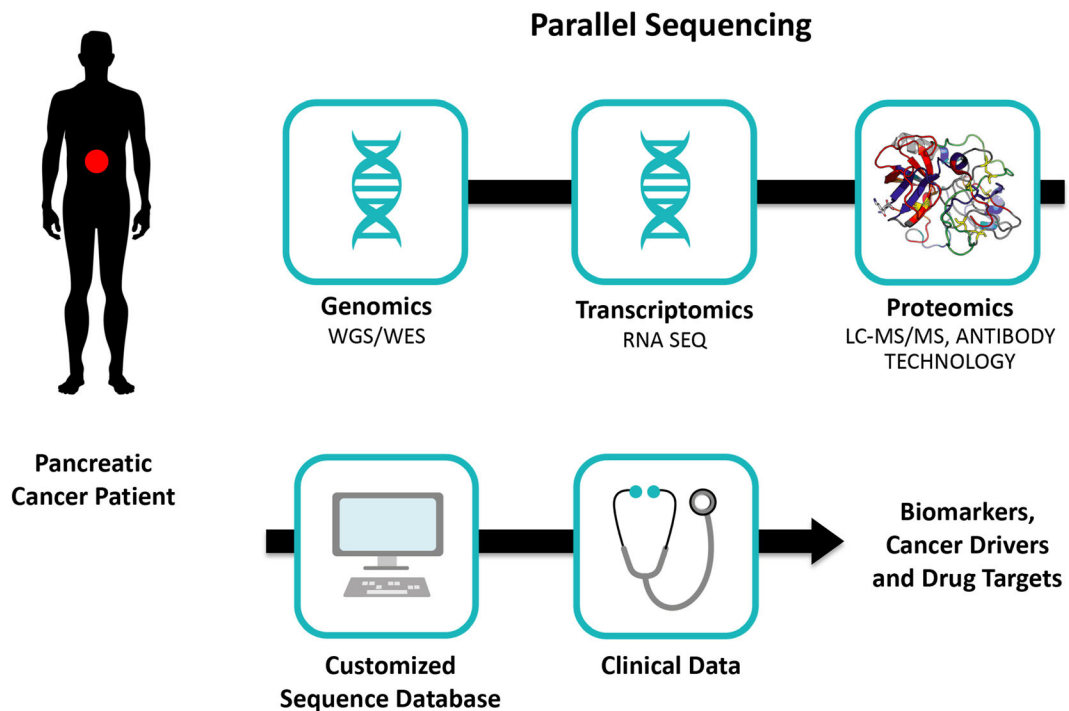 Parallel Sequencing
Genomics
WGS/WES
Transcriptomics
RNA SEQ
Proteomics
LC-MS/MS, ANTIBODY
TECHNOLOGY
Pancreatic
Cancer Patient
Customized
Sequence Database
Clinical Data
Biomarkers,
Cancer Drivers
and Drug Targets